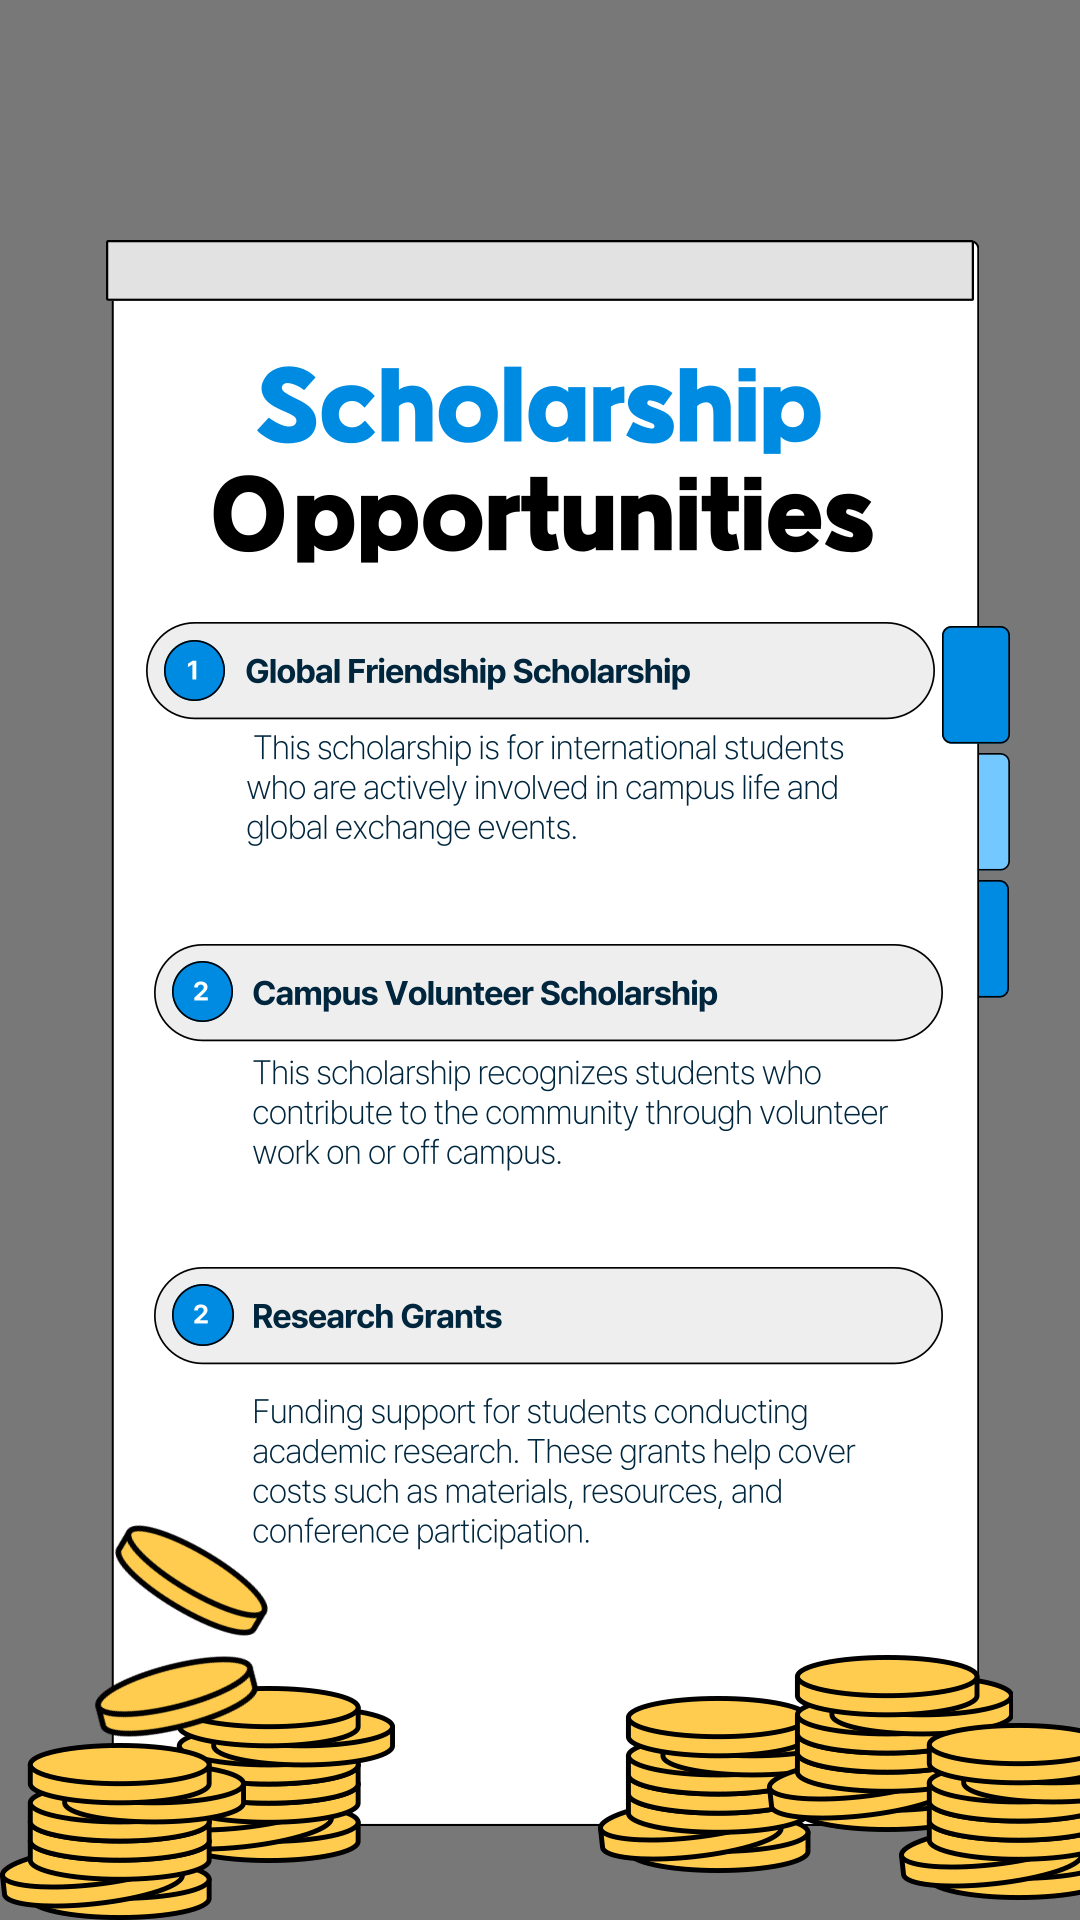 Scholarship
Opportunities
1 Global Friendship Scholarship
This scholarship is for international students
who are actively involved in campus life and
global exchange events.
2 Campus Volunteer Scholarship
This scholarship recognizes students who
contribute to the community through volunteer
work on or off campus.
2 Research Grants
Funding support for students conducting
academic research. These grants help cover
costs such as materials, resources, and
conference participation.